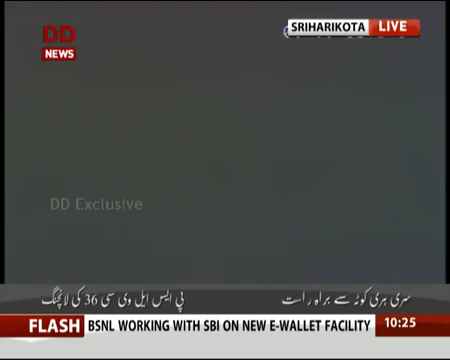 DD
NEWS
SRIHARIKOTA LIVE
DD Exclusive
سری ہری کوٹہ سے براہ راست
پی ایس ایل وی سی 36 کی لانچنگ
FLASH BSNL WORKING WITH SBI ON NEW E-WALLET FACILITY 10:25